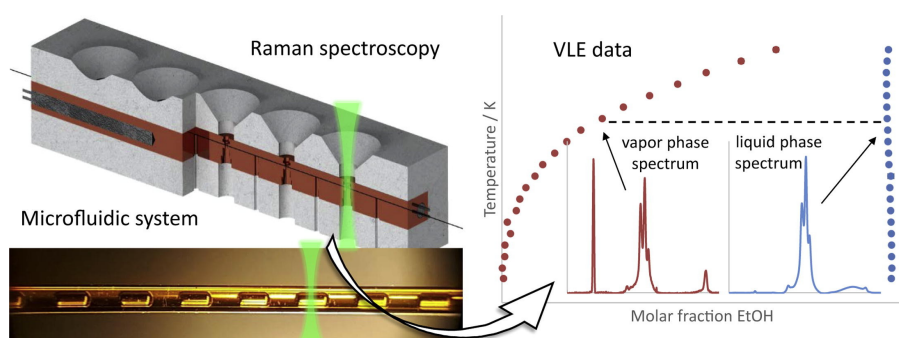 Raman spectroscopy
Microfluidic system
VLE data
Temperature / K
vapor phase
spectrum
liquid phase
spectrum
Molar fraction EtOH